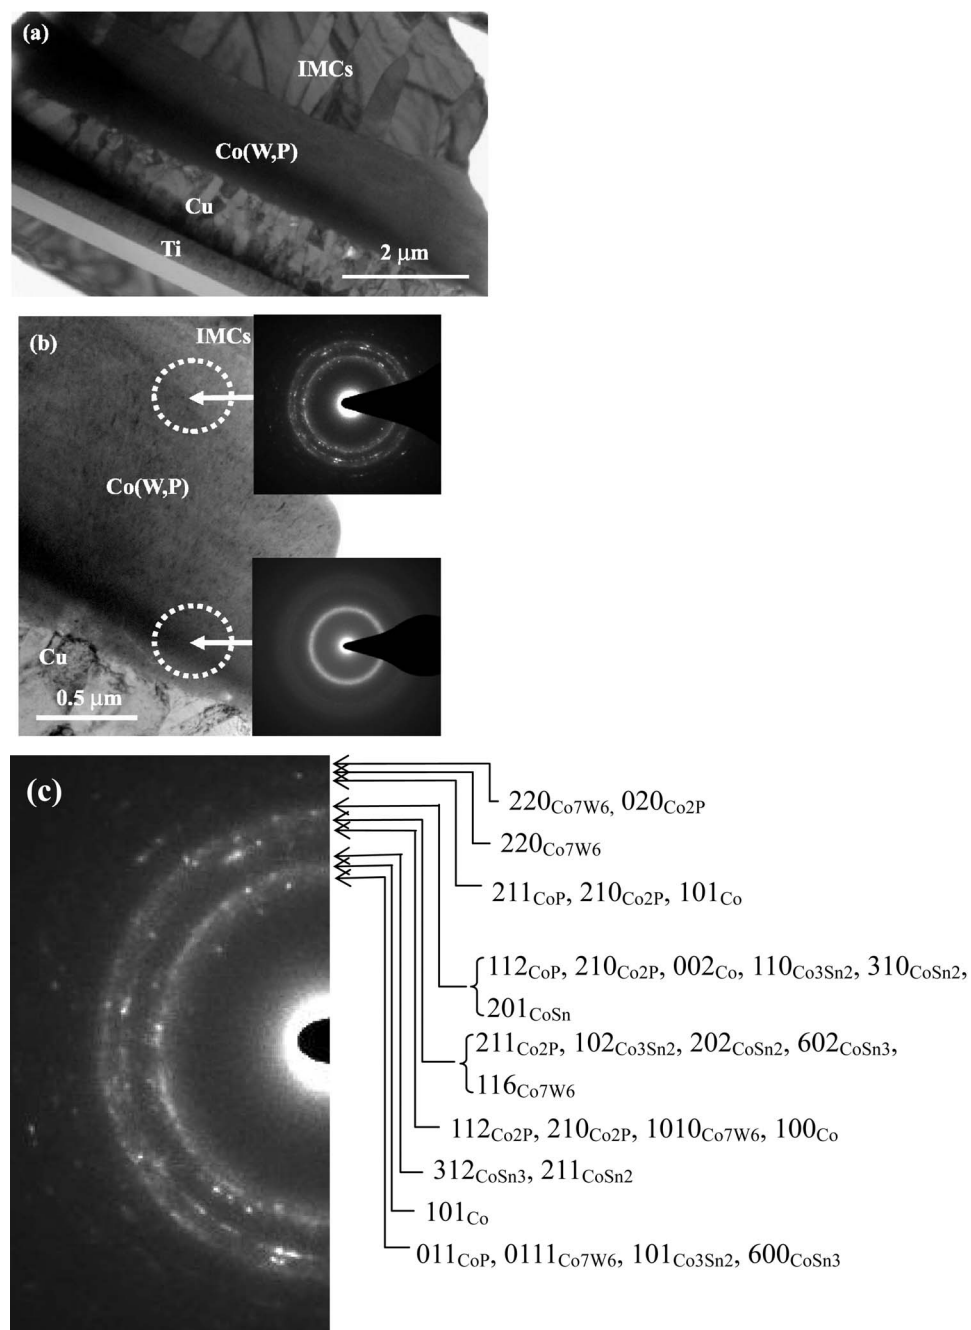 (a)
IMCs
Co(W,P)
Cu
Ti
2 μm
(b)
IMCs
Co(W,P)
Cu
0.5 μm
(c)
220Co7W6, 020Co2P
220Co7W6
211CoP, 210Co2P, 101Co
112CoP, 210Co2P, 002Co, 110Co3Sn2, 310CoSn2,
201CoSn
211Co2P, 102Co3Sn2, 202CoSn2, 602CoSn3,
116Co7W6
112Co2P, 210Co2P, 1010Co7W6, 100Co
312CoSn3, 211CoSn2
101Co
011CoP, 0111Co7W6, 101Co3Sn2, 600CoSn3